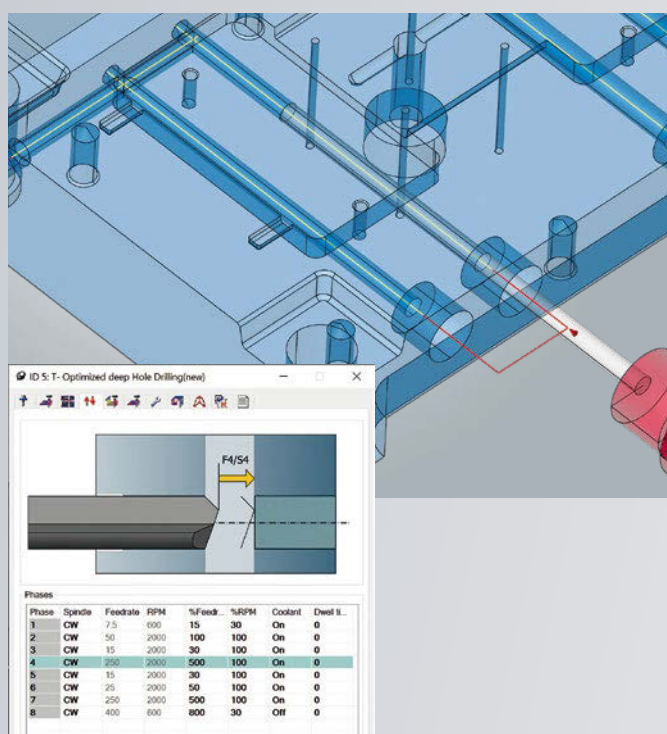 ID 5: T- Optimized deep Hole Drilling(new)
F4/S4
Phases
Phase Spindle Feedrate RPM %Feedr... %RPM Coolant Dwell ti...
1 CW 7.5 600 15 30 On 0
2 CW 50 2000 100 100 On 0
3 CW 15 2000 30 100 On 0
4 CW 250 2000 500 100 On 0
5 CW 15 2000 30 100 On 0
6 CW 25 2000 50 100 On 0
7 CW 250 2000 500 100 On 0
8 CW 400 600 800 30 Off 0